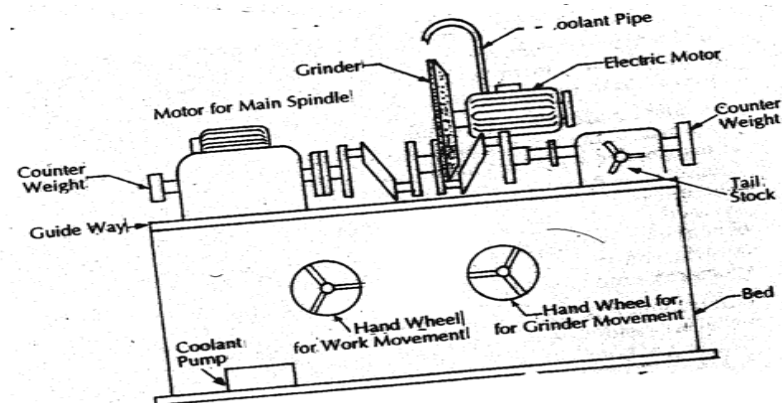 oolant Pipe
Grinder
Electric Motor
Motor for Main Spindle
Counter
Weight
Counter
Weight
Tail
Stock
Guide Way
Hand Wheel
for Work Movement
Hand Wheel for
for Grinder Movement
Bed
Coolant
Pump